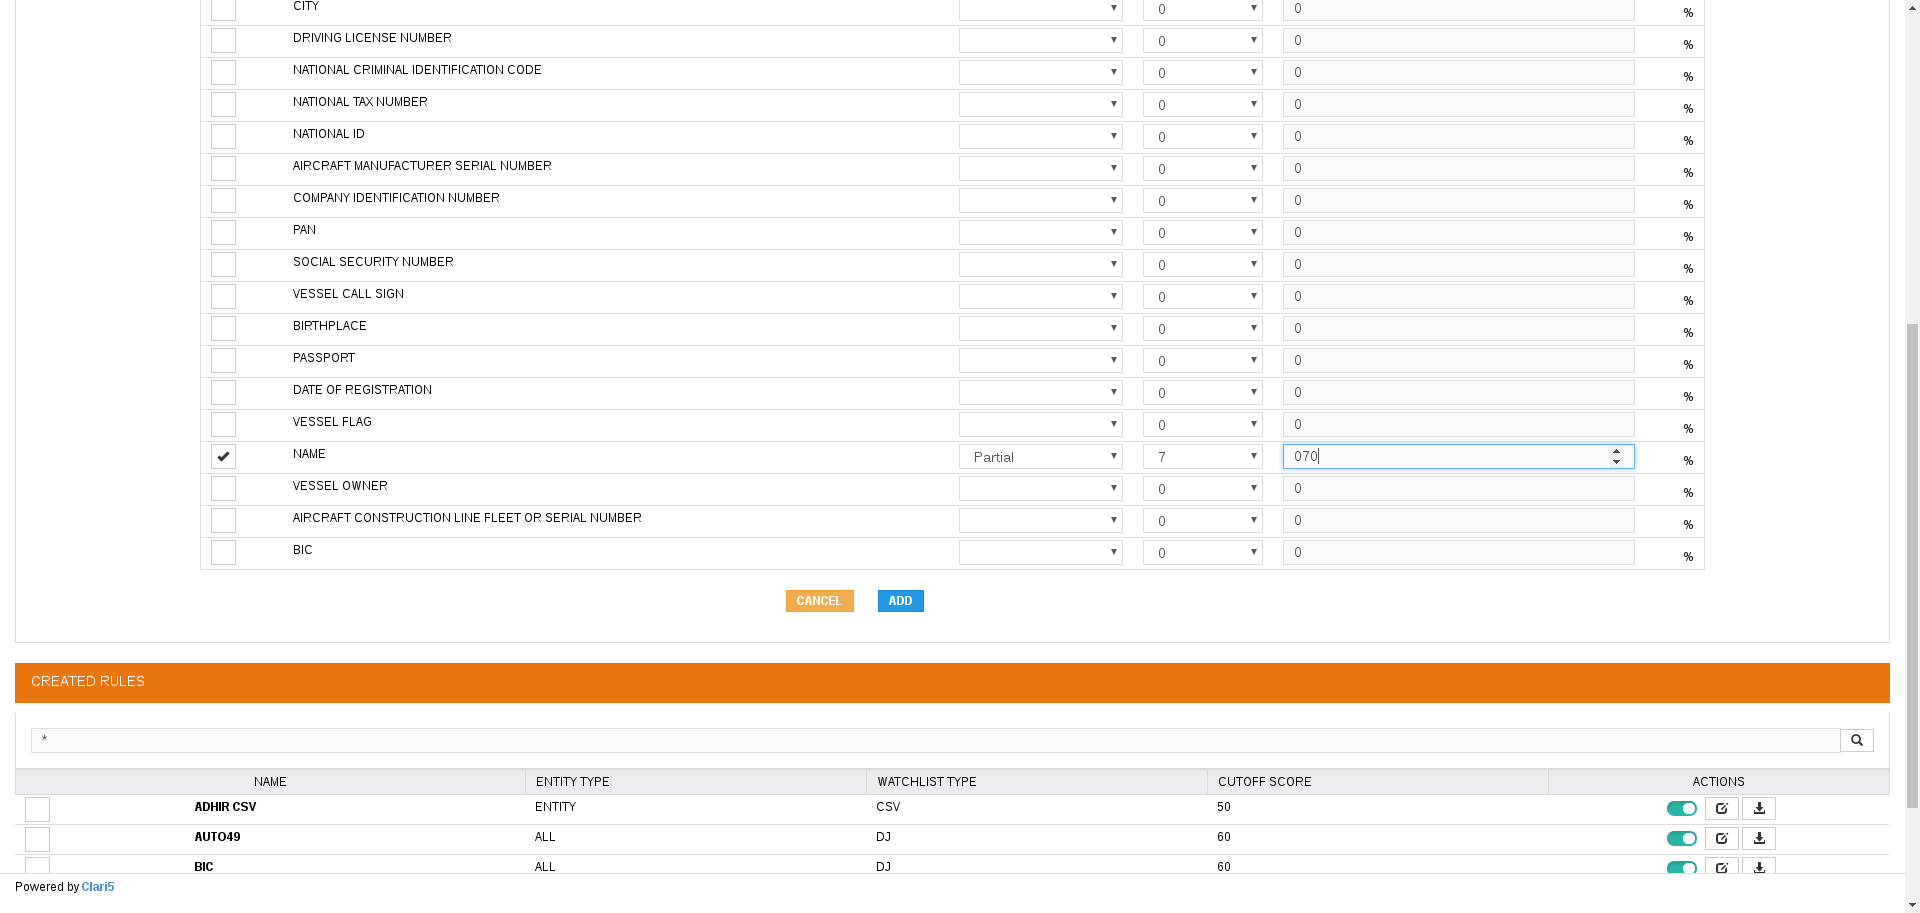 CITY 0 0 %
DRIVING LICENSE NUMBER 0 0 %
NATIONAL CRIMINAL IDENTIFICATION CODE 0 0 %
NATIONAL TAX NUMBER 0 0 %
NATIONAL ID 0 0 %
AIRCRAFT MANUFACTURER SERIAL NUMBER 0 0 %
COMPANY IDENTIFICATION NUMBER 0 0 %
PAN 0 0 %
SOCIAL SECURITY NUMBER 0 0 %
VESSEL CALL SIGN 0 0 %
BIRTHPLACE 0 0 %
PASSPORT 0 0 %
DATE OF REGISTRATION 0 0 %
VESSEL FLAG 0 0 %
NAME Partial 7 070 %
VESSEL OWNER 0 0 %
AIRCRAFT CONSTRUCTION LINE FLEET OR SERIAL NUMBER 0 0 %
BIC 0 0 %
CANCEL ADD
CREATED RULES
*
NAME ENTITY TYPE WATCHLIST TYPE CUTOFF SCORE ACTIONS
ADHIR CSV ENTITY CSV 50
AUTO49 ALL DJ 60
BIC ALL DJ 60
Powered by Clari5